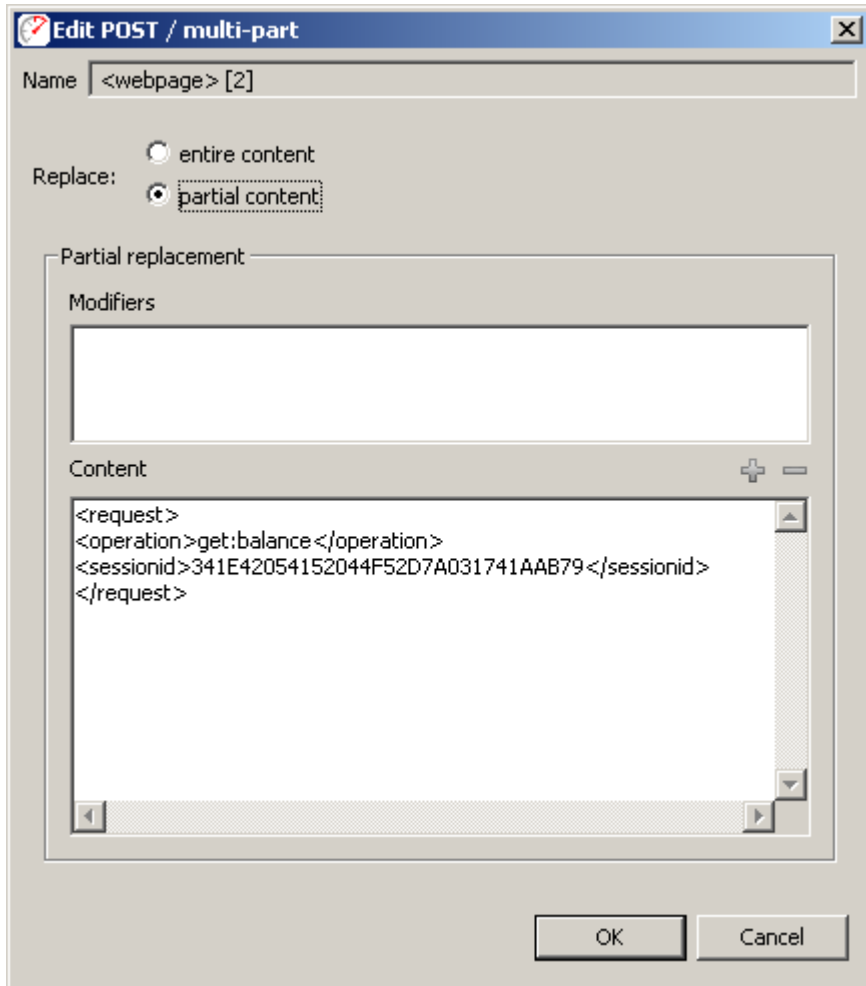 Edit POST / multi-part
Name <webpage> [2]
Replace:
entire content
partial content
Partial replacement
Modifiers
Content
<request>
<operation>get:balance</operation>
<sessionid>341E42054152044F52D7A031741AAB79</sessionid>
</request>
OK Cancel